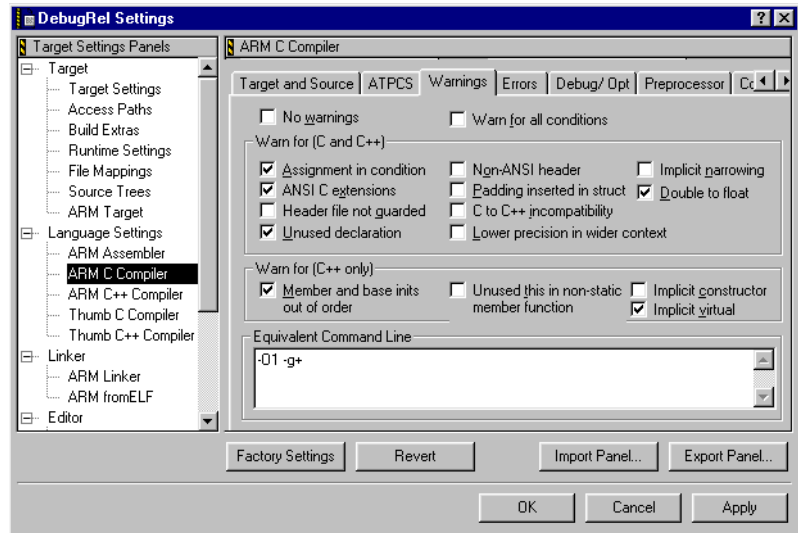 DebugRel Settings
Target Settings Panels
Target
Target Settings
Access Paths
Build Extras
Runtime Settings
File Mappings
Source Trees
ARM Target
Language Settings
ARM Assembler
ARM C Compiler
ARM C++ Compiler
Thumb C Compiler
Thumb C++ Compiler
Linker
ARM Linker
ARM fromELF
Editor
ARM C Compiler
Target and Source ATPCS Warnings Errors Debug/ Opt Preprocessor
No warnings Warn for all conditions
Warn for (C and C++)
Assignment in condition Non-ANSI header Implicit narrowing
ANSI C extensions Padding inserted in struct Double to float
Header file not guarded C to C++ incompatibility
Unused declaration Lower precision in wider context
Warn for (C++ only)
Member and base inits Unused this in non-static Implicit constructor
out of order member function Implicit virtual
Equivalent Command Line
-O1 -g+
Factory Settings Revert Import Panel... Export Panel...
OK Cancel Apply